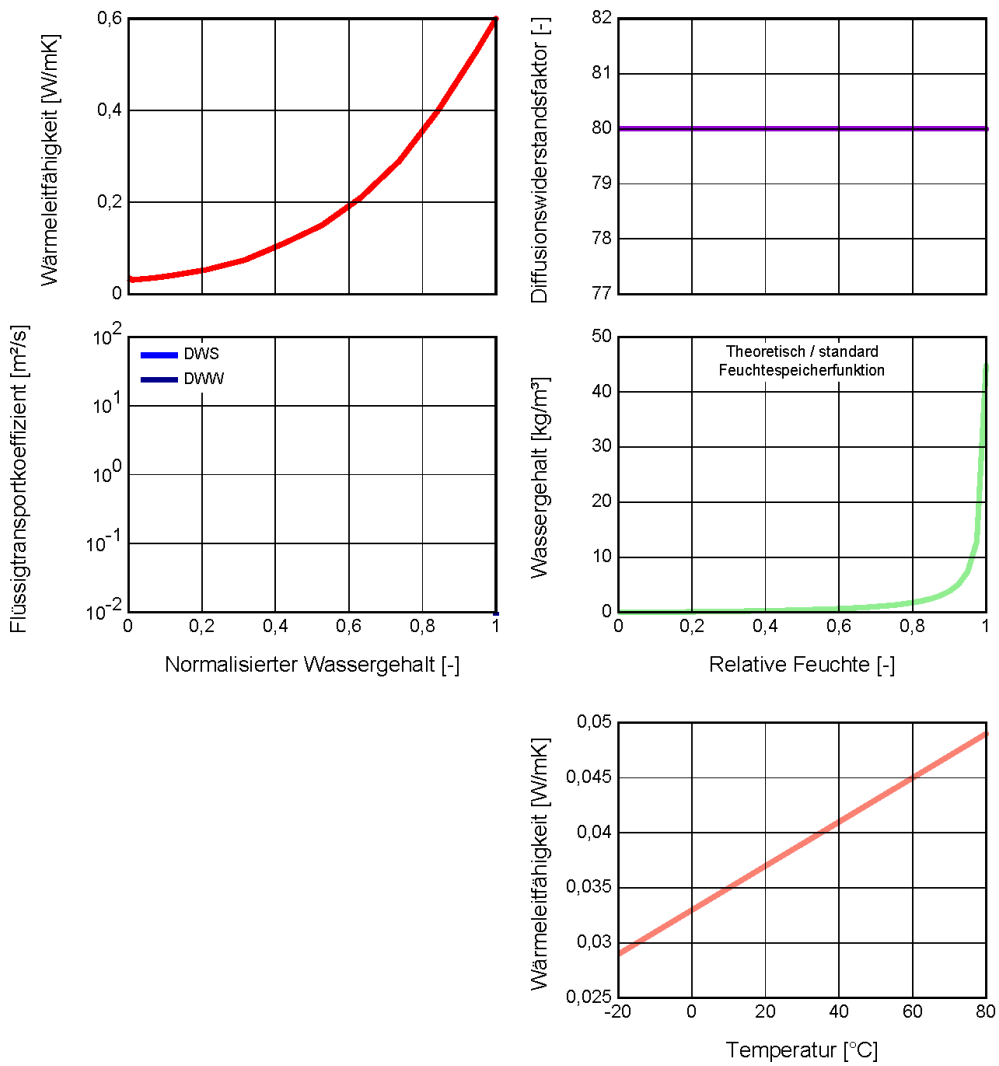 Wärmeleitfähigkeit [W/mK]
0,6
0,4
0,2
0
Diffusionswiderstandsfaktor [-]
82
81
80
79
78
77
Flüssigtransportkoeffizient [m²/s]
10²
10¹
10⁰
10⁻¹
10⁻²
DWS
DWW
0 0,2 0,4 0,6 0,8 1
Normalisierter Wassergehalt [-]
Wassergehalt [kg/m³]
50
40
30
20
10
0
Theoretisch / standard
Feuchtespeicherfunktion
0 0,2 0,4 0,6 0,8 1
Relative Feuchte [-]
Wärmeleitfähigkeit [W/mK]
0,05
0,045
0,04
0,035
0,03
0,025
-20 0 20 40 60 80
Temperatur [°C]